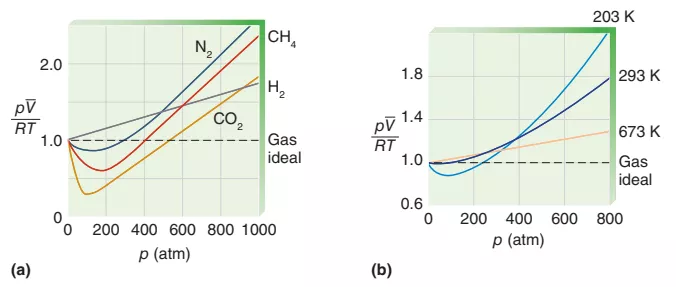 2.0
1.0
0
pV̅
RT
N₂
CH₄
H₂
CO₂
Gas
ideal
0 200 400 600 800 1000
p (atm)
(a)
203 K
1.8
1.4
1.0
0.6
pV̅
RT
293 K
673 K
Gas
ideal
0 200 400 600 800
p (atm)
(b)